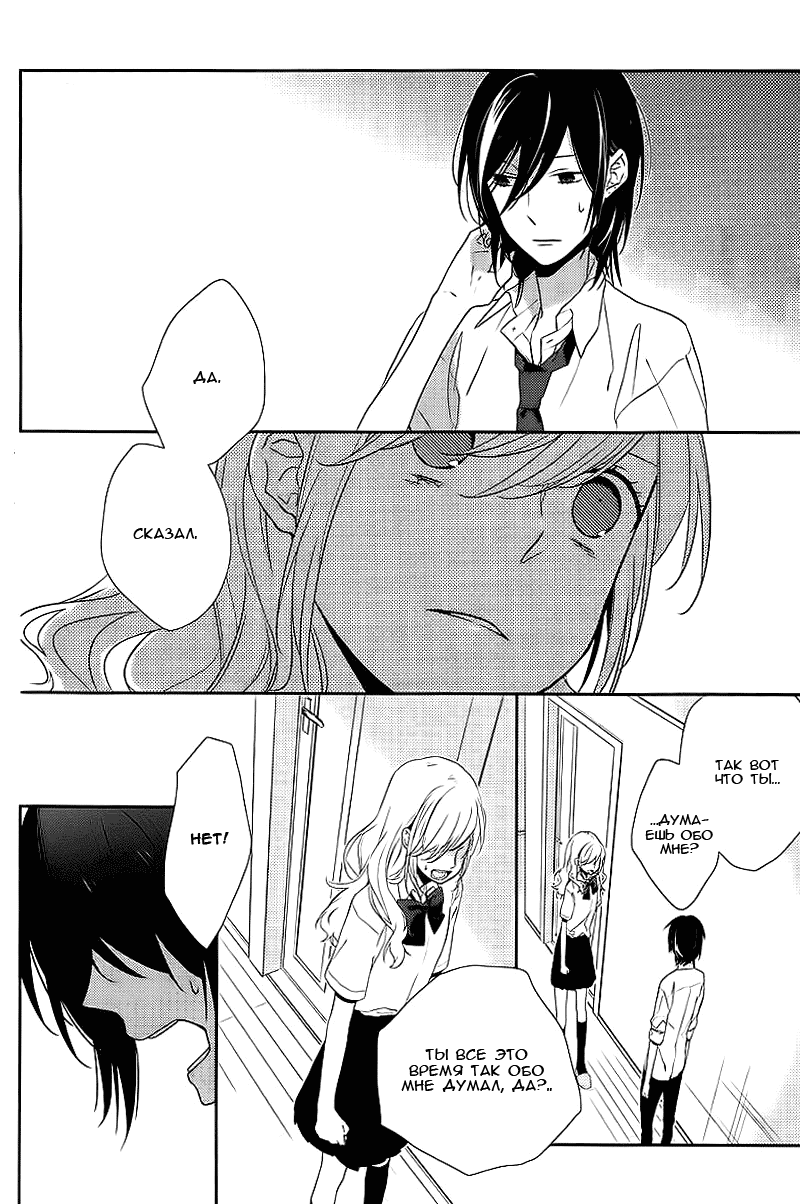 ДА.
СКАЗАЛ.
ТАК ВОТ
ЧТО ТЫ...
...ДУМА-
ЕШЬ ОБО
МНЕ?
ТЫ ВСЕ ЭТО
ВРЕМЯ ТАК ОБО
МНЕ ДУМАЛ, ДА?..
НЕТ!